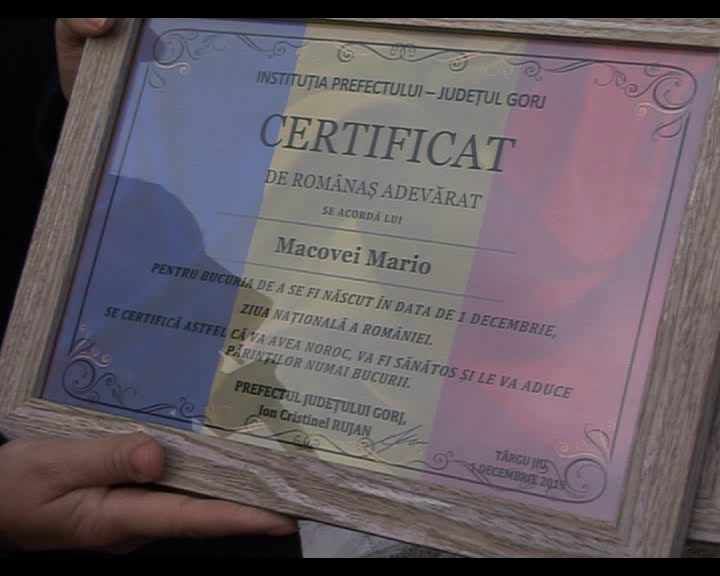 INSTITUȚIA PREFECTULUI – JUDEȚUL GORJ
CERTIFICAT
DE ROMÂNAȘ ADEVĂRAT
SE ACORDĂ LUI
Macovei Mario
PENTRU BUCURIA DE A SE FI NĂSCUT ÎN DATA DE 1 DECEMBRIE,
ZIUA NAȚIONALĂ A ROMÂNIEI.
SE CERTIFICĂ ASTFEL CĂ VA AVEA NOROC, VA FI SĂNĂTOS ȘI LE VA ADUCE
PĂRINȚILOR NUMAI BUCURII.
PREFECTUL JUDEȚULUI GORJ,
Ion Cristinel RUJAN
TÂRGU JIU,
1 DECEMBRIE 2015